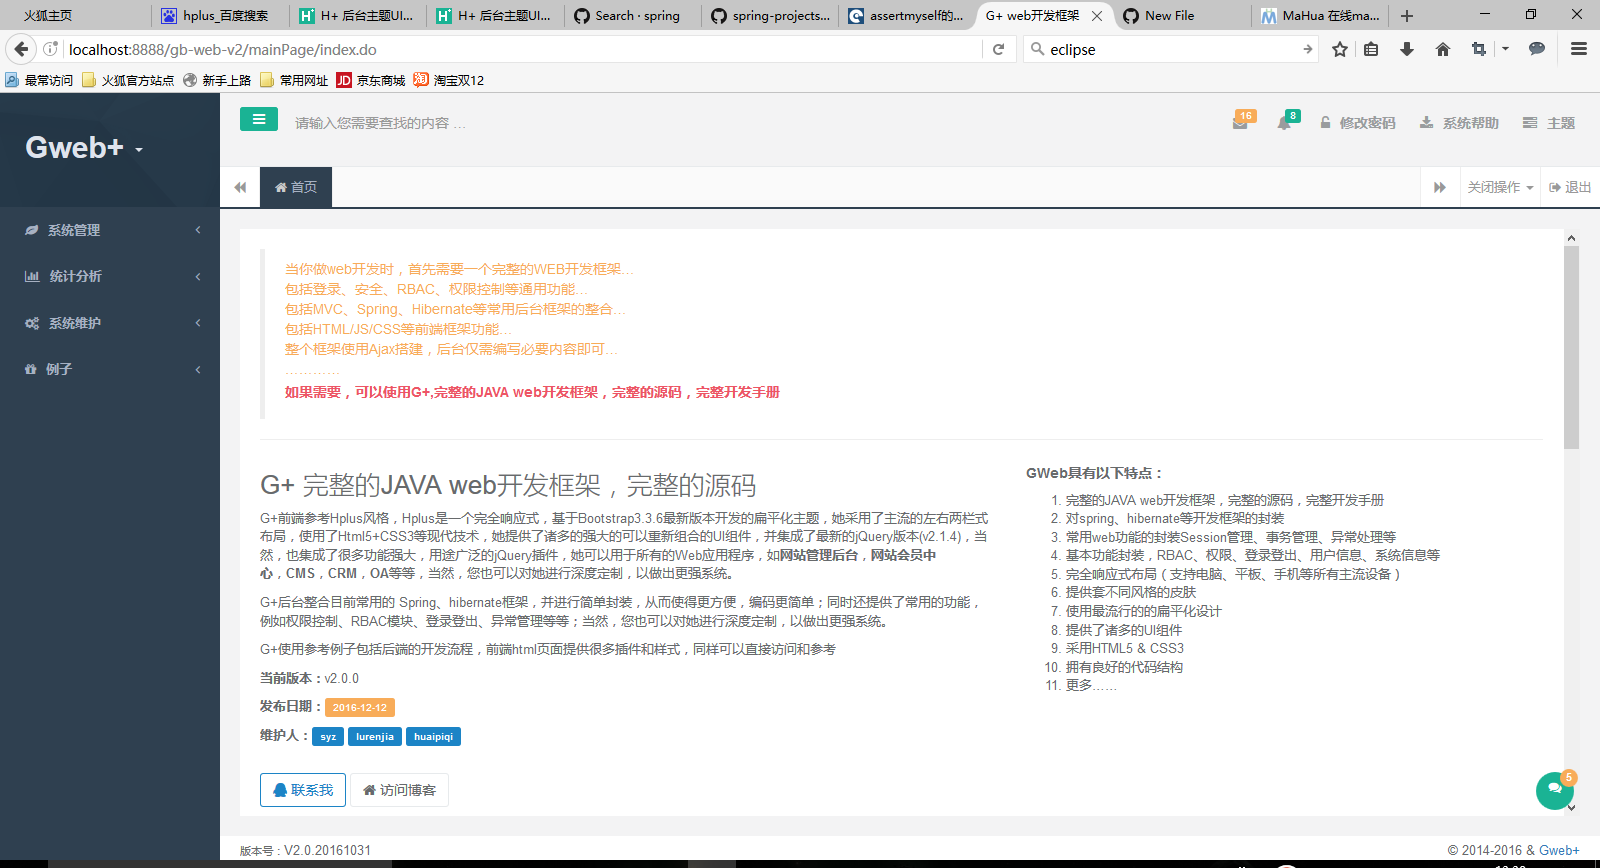 火狐主页
hplus_百度搜索
H+ 后台主题UI...
H+ 后台主题UI...
Search · spring
spring-projects...
assertmyself的...
G+ web开发框架
New File
MaHua 在线ma...
localhost:8888/gb-web-v2/mainPage/index.do
eclipse
最常访问
火狐官方站点
新手上路
常用网址
JD
京东商城
淘
淘宝双12
Gweb+
请输入您需要查找的内容 ...
16
8
修改密码
系统帮助
主题
首页
关闭操作
退出
系统管理
统计分析
系统维护
例子
当你做web开发时，首先需要一个完整的WEB开发框架...
包括登录、安全、RBAC、权限控制等通用功能...
包括MVC、Spring、Hibernate等常用后台框架的整合...
包括HTML/JS/CSS等前端框架功能...
整个框架使用Ajax搭建，后台仅需编写必要内容即可...
…………
如果需要，可以使用G+,完整的JAVA web开发框架，完整的源码，完整开发手册
G+ 完整的JAVA web开发框架，完整的源码
G+前端参考Hplus风格，Hplus是一个完全响应式，基于Bootstrap3.3.6最新版本开发的扁平化主题，她采用了主流的左右两栏式
布局，使用了Html5+CSS3等现代技术，她提供了诸多的强大的可以重新组合的UI组件，并集成了最新的jQuery版本(v2.1.4)，当
然，也集成了很多功能强大，用途广泛的jQuery插件，她可以用于所有的Web应用程序，如网站管理后台，网站会员中
心，CMS，CRM，OA等等，当然，您也可以对她进行深度定制，以做出更强系统。
G+后台整合目前常用的 Spring、hibernate框架，并进行简单封装，从而使得更方便，编码更简单；同时还提供了常用的功能，
例如权限控制、RBAC模块、登录登出、异常管理等等；当然，您也可以对她进行深度定制，以做出更强系统。
G+使用参考例子包括后端的开发流程，前端html页面提供很多插件和样式，同样可以直接访问和参考
当前版本：v2.0.0
发布日期：2016-12-12
维护人：syz lurenjia huaipiqi
联系我
访问博客
GWeb具有以下特点：
1. 完整的JAVA web开发框架，完整的源码，完整开发手册
2. 对spring、hibernate等开发框架的封装
3. 常用web功能的封装Session管理、事务管理、异常处理等
4. 基本功能封装，RBAC、权限、登录登出、用户信息、系统信息等
5. 完全响应式布局（支持电脑、平板、手机等所有主流设备）
6. 提供套不同风格的皮肤
7. 使用最流行的的扁平化设计
8. 提供了诸多的UI组件
9. 采用HTML5 & CSS3
10. 拥有良好的代码结构
11. 更多……
5
版本号：V2.0.20161031
© 2014-2016 & Gweb+